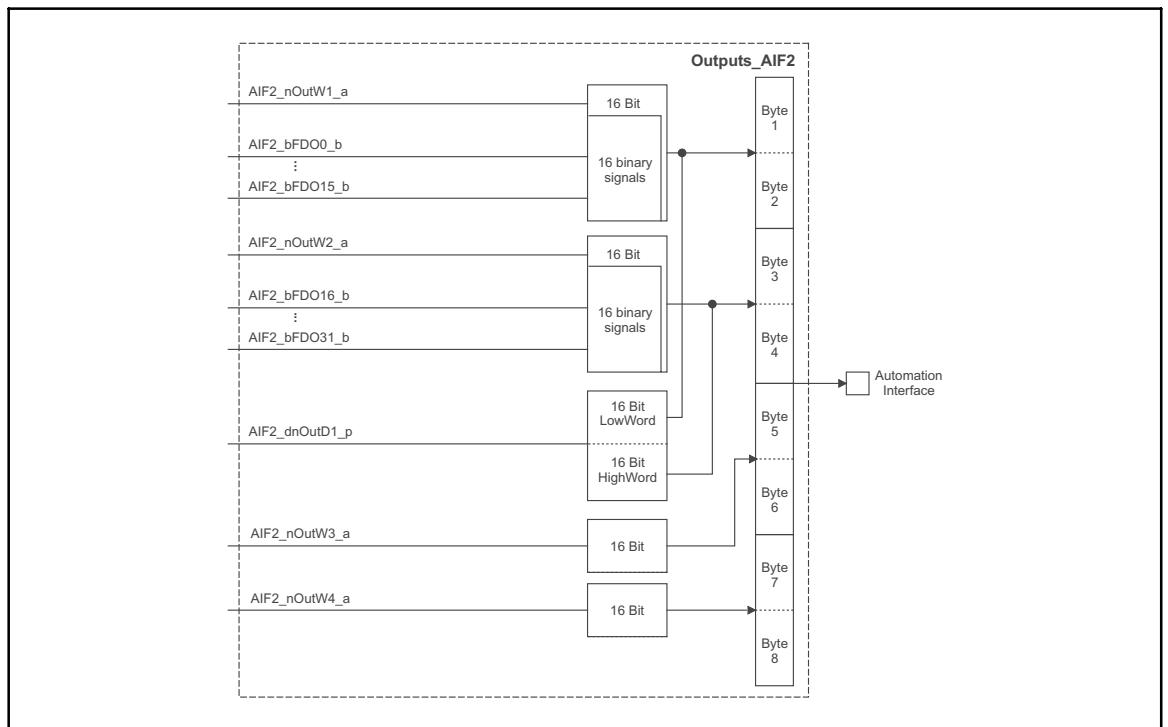 Outputs_AIF2
AIF2_nOutW1_a
AIF2_bFDO0_b
⋮
AIF2_bFDO15_b
16 Bit
16 binary
signals
AIF2_nOutW2_a
AIF2_bFDO16_b
⋮
AIF2_bFDO31_b
16 Bit
16 binary
signals
AIF2_dnOutD1_p
16 Bit
LowWord
16 Bit
HighWord
AIF2_nOutW3_a
16 Bit
AIF2_nOutW4_a
16 Bit
Byte
1
Byte
2
Byte
3
Byte
4
Byte
5
Byte
6
Byte
7
Byte
8
Automation
Interface